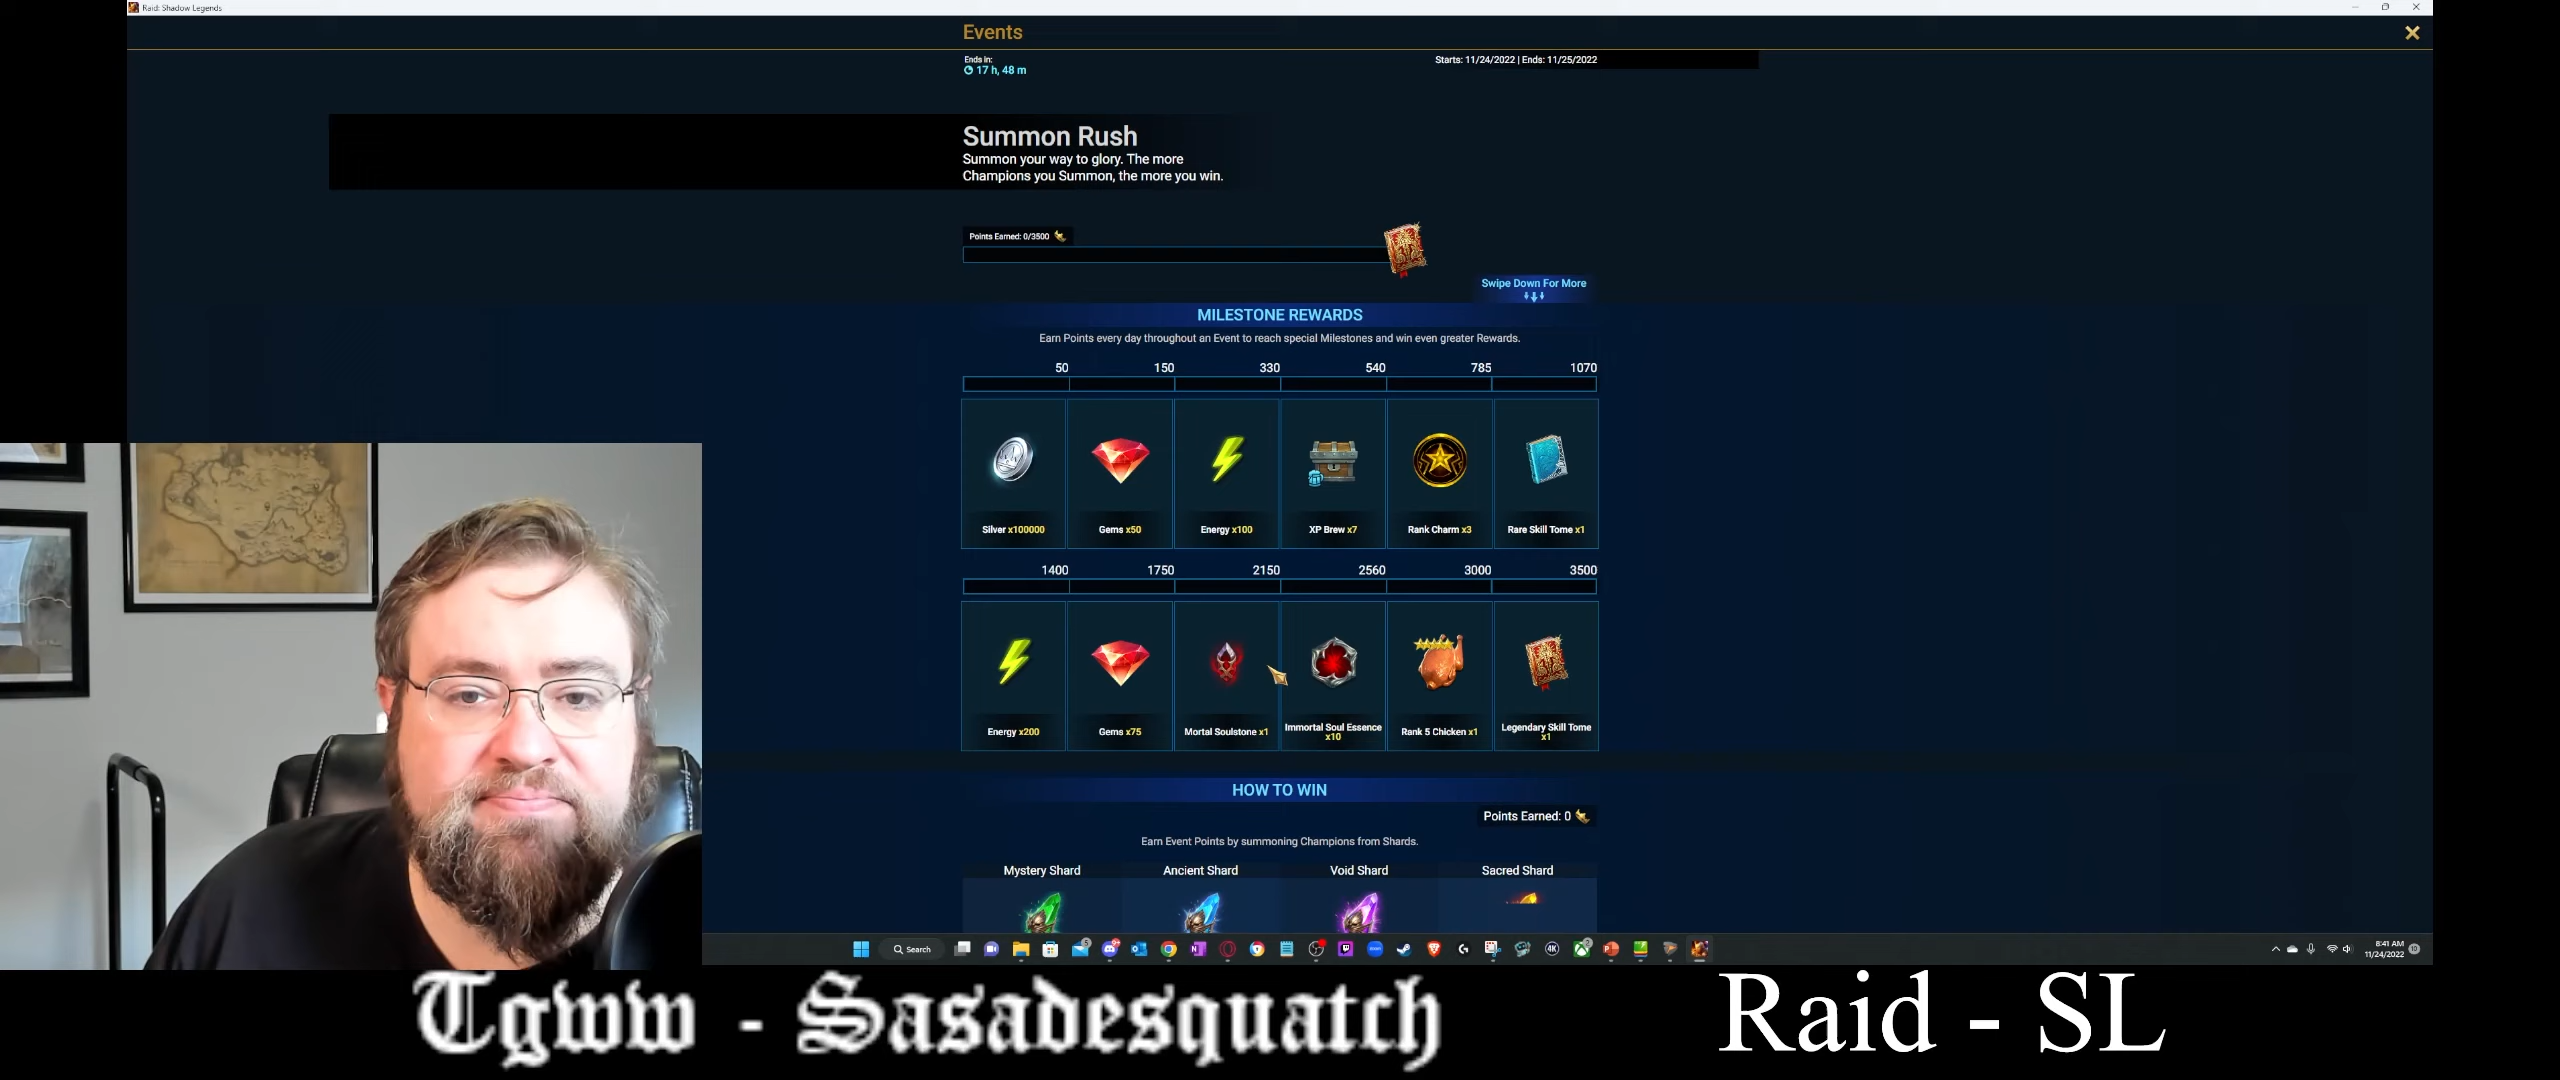 Raid: Shadow Legends
Events
Ends in:
17 h, 48 m
Starts: 11/24/2022 | Ends: 11/25/2022
Summon Rush
Summon your way to glory. The more
Champions you Summon, the more you win.
Points Earned: 0/3500
Swipe Down For More
MILESTONE REWARDS
Earn Points every day throughout an Event to reach special Milestones and win even greater Rewards.
50 150 330 540 785 1070
Silver x100000 Gems x50 Energy x100 XP Brew x7 Rank Charm x3 Rare Skill Tome x1
1400 1750 2150 2560 3000 3500
Energy x200 Gems x75 Mortal Soulstone x1 Immortal Soul Essence x10 Rank 5 Chicken x1 Legendary Skill Tome x1
HOW TO WIN
Points Earned: 0
Earn Event Points by summoning Champions from Shards.
Mystery Shard Ancient Shard Void Shard Sacred Shard
Search
8:41 AM
11/24/2022
Tgww - Sasadesquatch
Raid - SL